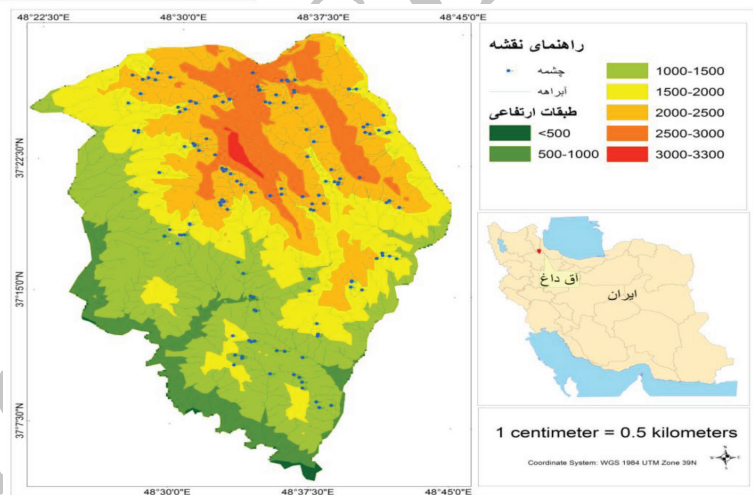 48°22'30"E 48°30'0"E 48°37'30"E 48°45'0"E
37°22'30"N
37°15'0"N
37°7'30"N
48°30'0"E 48°37'30"E 48°45'0"E
راهنمای نقشه
چشمه
آبراهه
طبقات ارتفاعی
<500
500-1000
1000-1500
1500-2000
2000-2500
2500-3000
3000-3300
آق داغ
ایران
1 centimeter = 0.5 kilometers
Coordinate System: WGS 1984 UTM Zone 39N